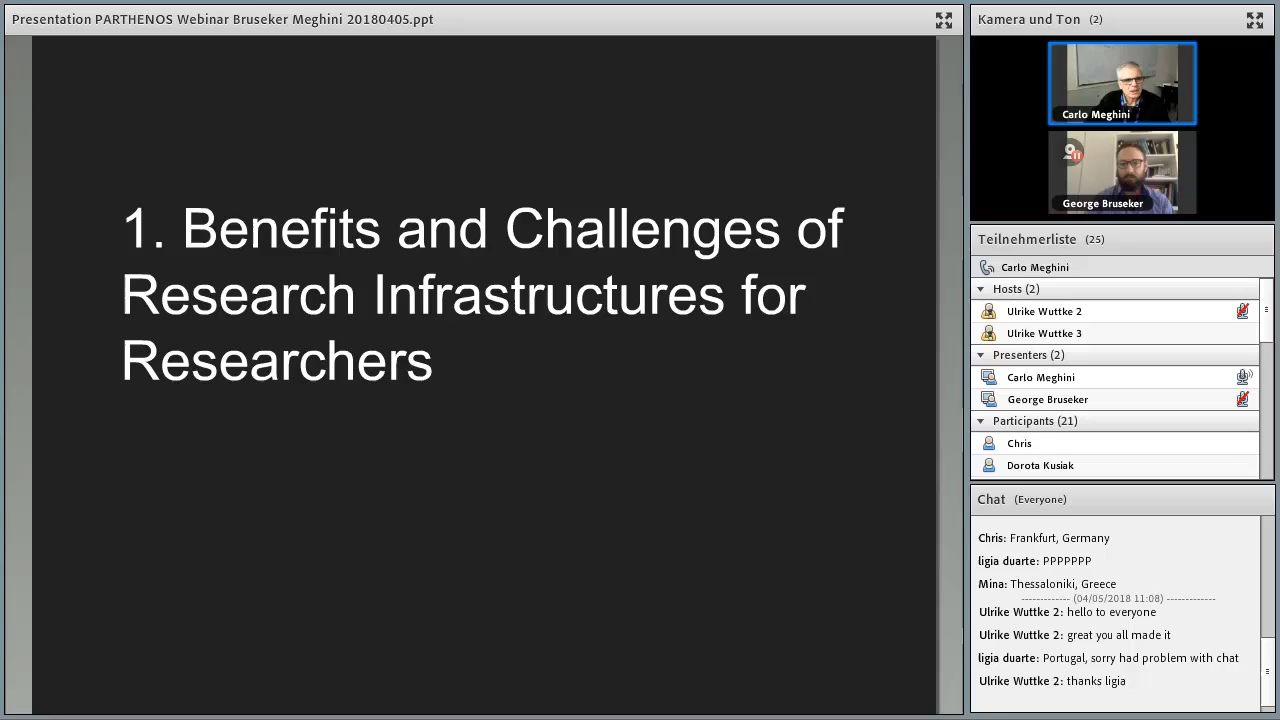 Presentation PARTHENOS Webinar Bruseker Meghini 20180405.ppt
1. Benefits and Challenges of
Research Infrastructures for
Researchers
Kamera und Ton (2)
Carlo Meghini
George Bruseker
Teilnehmerliste (25)
Carlo Meghini
Hosts (2)
Ulrike Wuttke 2
Ulrike Wuttke 3
Presenters (2)
Carlo Meghini
George Bruseker
Participants (21)
Chris
Dorota Kusiak
Chat (Everyone)
Chris: Frankfurt, Germany
ligia duarte: PPPPPPP
Mina: Thessaloniki, Greece
------------- (04/05/2018 11:08) -------------
Ulrike Wuttke 2: hello to everyone
Ulrike Wuttke 2: great you all made it
ligia duarte: Portugal, sorry had problem with chat
Ulrike Wuttke 2: thanks ligia